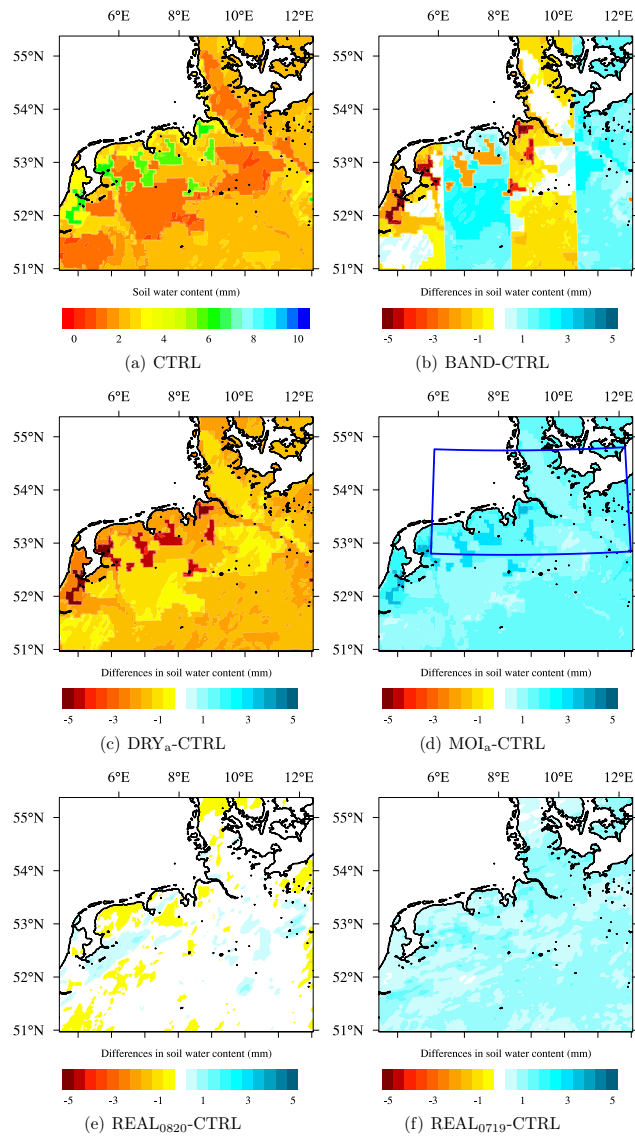 6°E 8°E 10°E 12°E 6°E 8°E 10°E 12°E
55°N 55°N
54°N 54°N
53°N 53°N
52°N 52°N
51°N 51°N
Soil water content (mm) Differences in soil water content (mm)
0 2 4 6 8 10 -5 -3 -1 1 3 5
(a) CTRL (b) BAND-CTRL
6°E 8°E 10°E 12°E 6°E 8°E 10°E 12°E
55°N 55°N
54°N 54°N
53°N 53°N
52°N 52°N
51°N 51°N
Differences in soil water content (mm) Differences in soil water content (mm)
-5 -3 -1 1 3 5 -5 -3 -1 1 3 5
(c) DRYₐ-CTRL (d) MOIₐ-CTRL
6°E 8°E 10°E 12°E 6°E 8°E 10°E 12°E
55°N 55°N
54°N 54°N
53°N 53°N
52°N 52°N
51°N 51°N
Differences in soil water content (mm) Differences in soil water content (mm)
-5 -3 -1 1 3 5 -5 -3 -1 1 3 5
(e) REAL₀₈₂₀-CTRL (f) REAL₀₇₁₉-CTRL